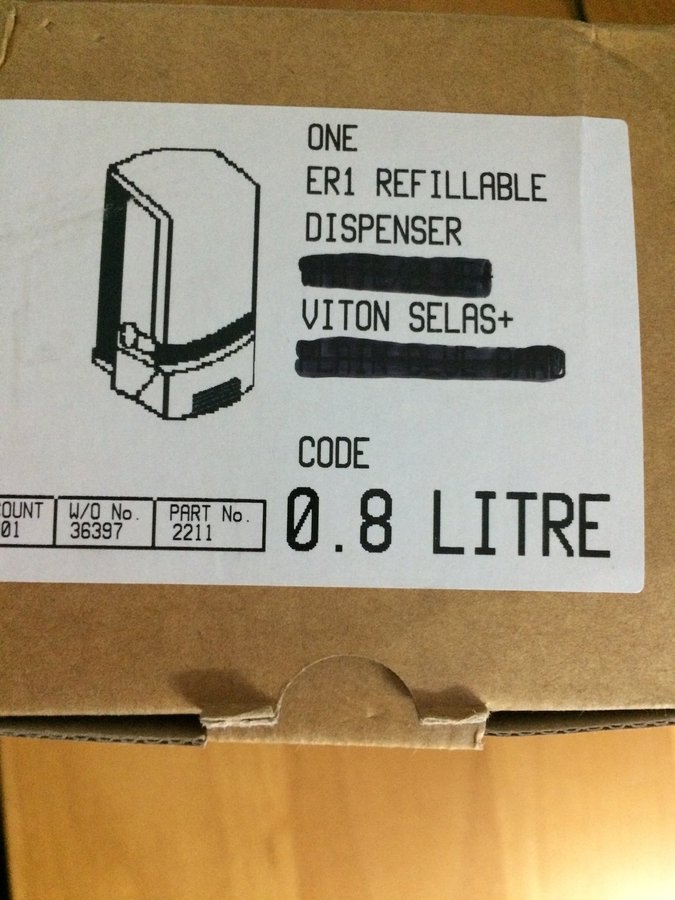 ONE
ER1 REFILLABLE
DISPENSER
VITON SELAS+
CODE
0.8 LITRE
OUNT
01
W/O No.
36397
PART No.
2211